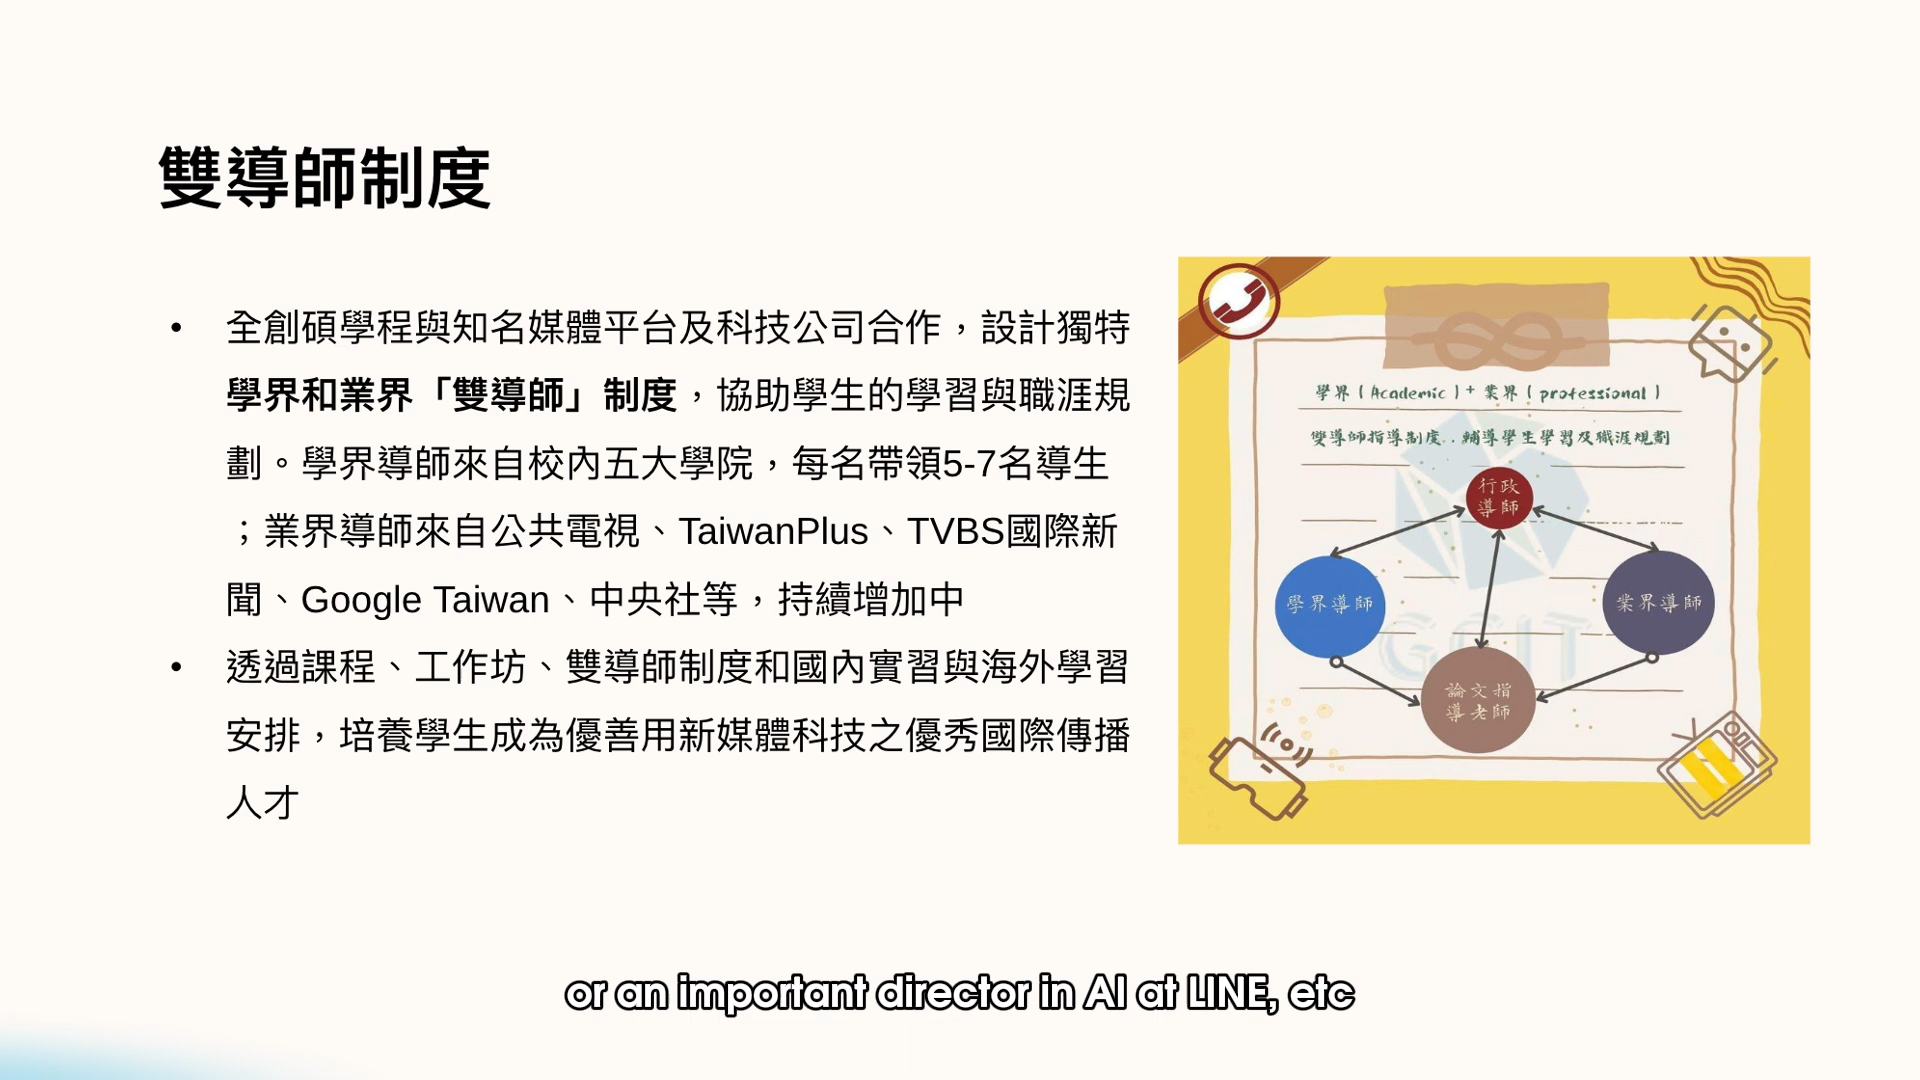 雙導師制度
• 全創碩學程與知名媒體平台及科技公司合作，設計獨特
學界和業界「雙導師」制度，協助學生的學習與職涯規
劃。學界導師來自校內五大學院，每名帶領5-7名導生
；業界導師來自公共電視、TaiwanPlus、TVBS國際新
聞、Google Taiwan、中央社等，持續增加中
• 透過課程、工作坊、雙導師制度和國內實習與海外學習
安排，培養學生成為優善用新媒體科技之優秀國際傳播
人才
學界(Academic)+ 業界(professional)
雙導師指導制度..輔導學生學習及職涯規劃
行政
導師
學界導師
業界導師
GCIT
論文指
導老師
or an important director in AI at LINE, etc